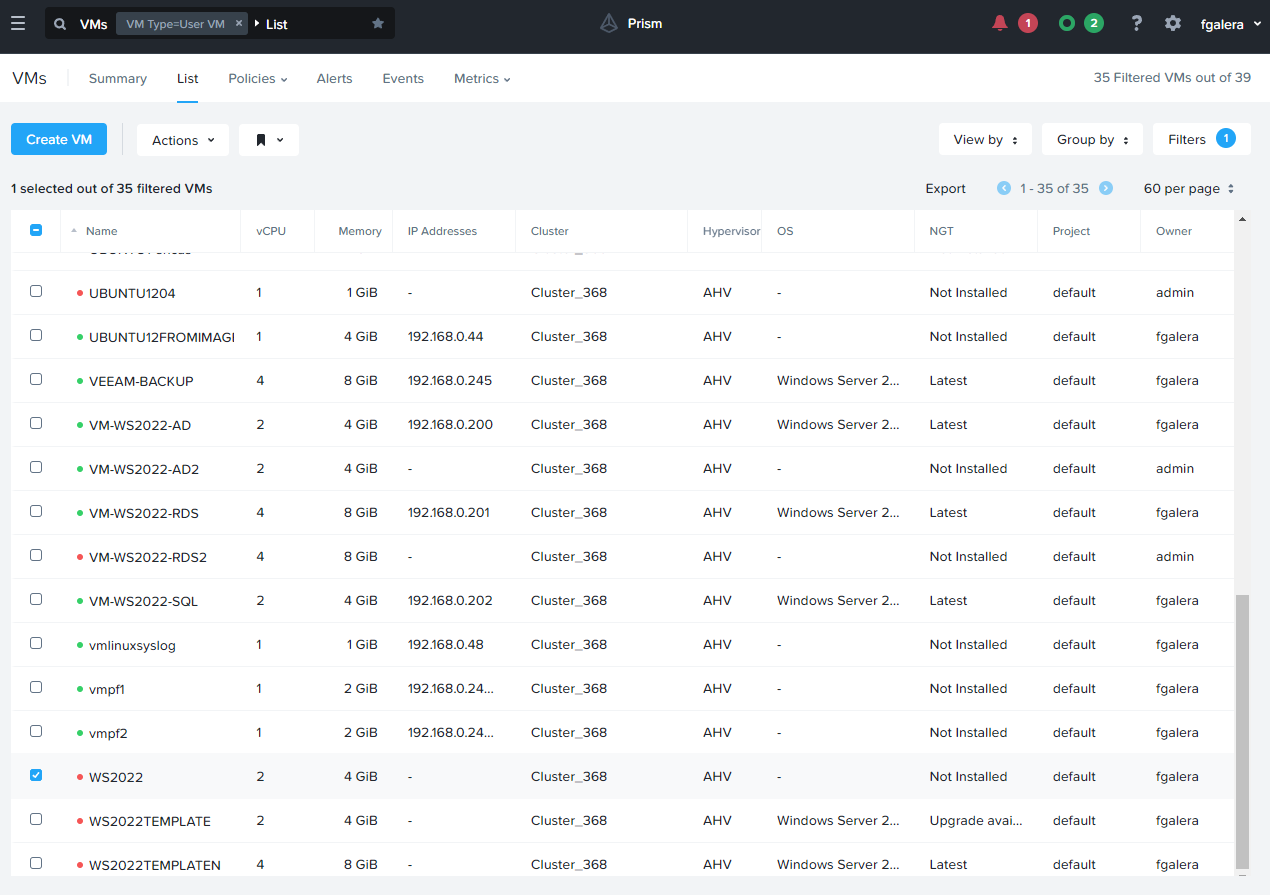 VMs VM Type=User VM × List Prism 1 2 ? fgalera
VMs Summary List Policies Alerts Events Metrics 35 Filtered VMs out of 39
Create VM Actions View by Group by Filters 1
1 selected out of 35 filtered VMs Export 1 - 35 of 35 60 per page
Name vCPU Memory IP Addresses Cluster Hypervisor OS NGT Project Owner
UBUNTU1204 1 1 GiB - Cluster_368 AHV - Not Installed default admin
UBUNTU12FROMIMAGI 1 4 GiB 192.168.0.44 Cluster_368 AHV - Not Installed default fgalera
VEEAM-BACKUP 4 8 GiB 192.168.0.245 Cluster_368 AHV Windows Server 2... Latest default fgalera
VM-WS2022-AD 2 4 GiB 192.168.0.200 Cluster_368 AHV Windows Server 2... Latest default fgalera
VM-WS2022-AD2 2 4 GiB - Cluster_368 AHV - Not Installed default admin
VM-WS2022-RDS 4 8 GiB 192.168.0.201 Cluster_368 AHV Windows Server 2... Latest default fgalera
VM-WS2022-RDS2 4 8 GiB - Cluster_368 AHV - Not Installed default admin
VM-WS2022-SQL 2 4 GiB 192.168.0.202 Cluster_368 AHV Windows Server 2... Latest default fgalera
vmlinuxsyslog 1 1 GiB 192.168.0.48 Cluster_368 AHV - Not Installed default fgalera
vmpf1 1 2 GiB 192.168.0.24... Cluster_368 AHV - Not Installed default fgalera
vmpf2 1 2 GiB 192.168.0.24... Cluster_368 AHV - Not Installed default fgalera
WS2022 2 4 GiB - Cluster_368 AHV - Not Installed default fgalera
WS2022TEMPLATE 2 4 GiB - Cluster_368 AHV Windows Server 2... Upgrade avai... default fgalera
WS2022TEMPLATEN 4 8 GiB - Cluster_368 AHV Windows Server 2... Latest default fgalera